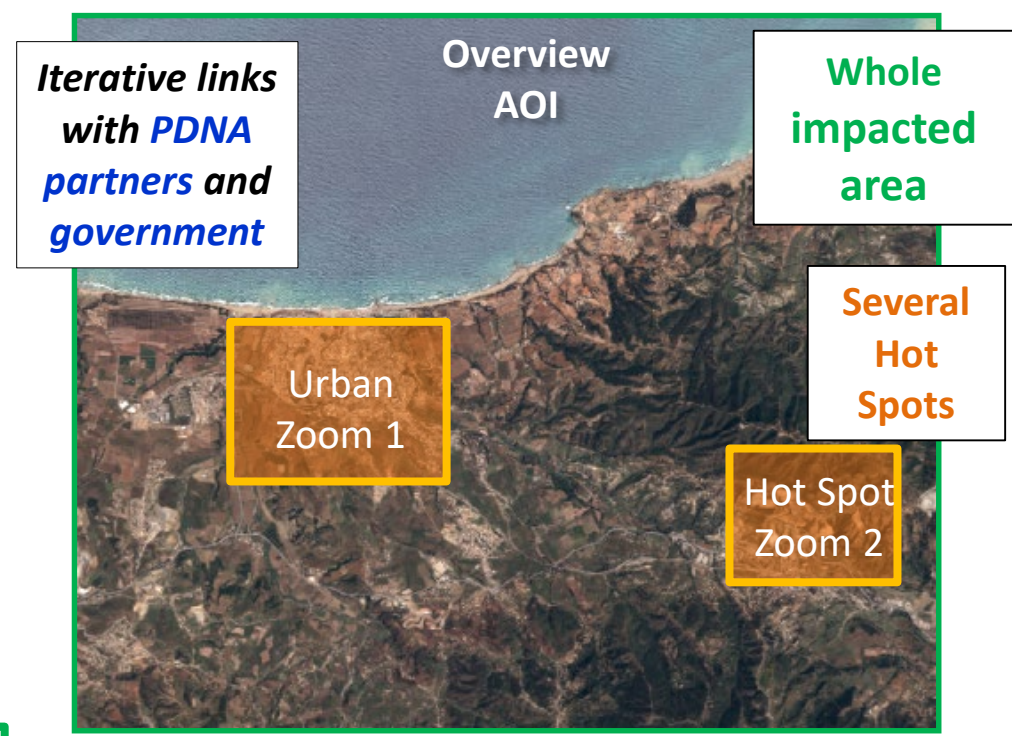 Iterative links
with PDNA
partners and
government
Overview
AOI
Whole
impacted
area
Several
Hot
Spots
Urban
Zoom 1
Hot Spot
Zoom 2